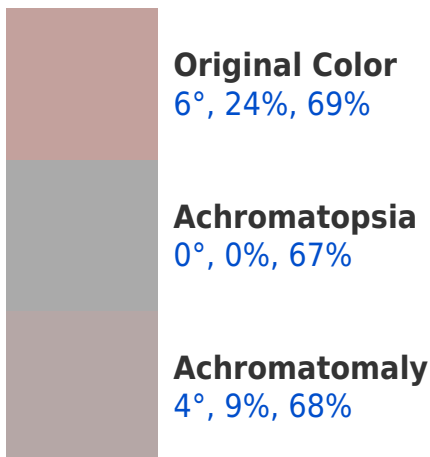 Original Color
6°, 24%, 69%
Achromatopsia
0°, 0%, 67%
Achromatomaly
4°, 9%, 68%